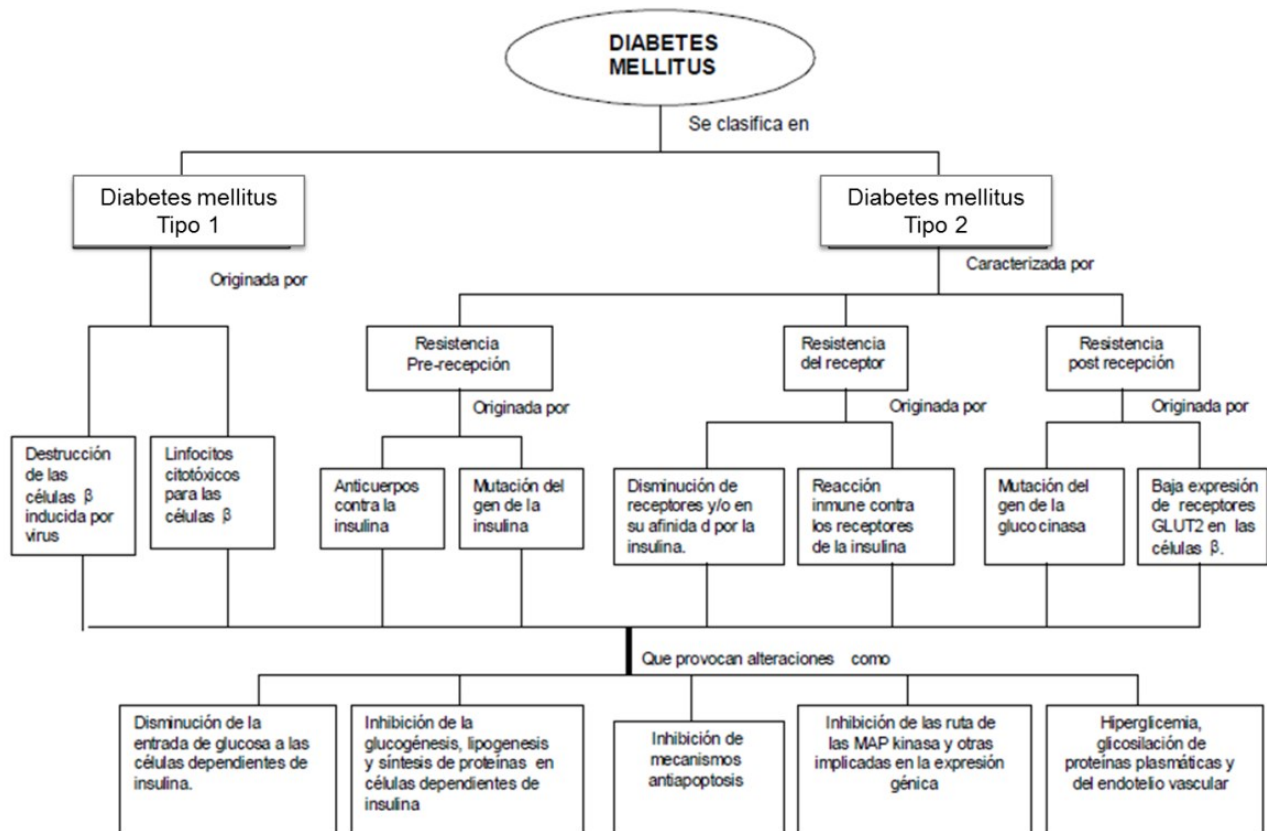 DIABETES
MELLITUS
Se clasifica en
Diabetes mellitus
Tipo 1
Diabetes mellitus
Tipo 2
Originada por
Caracterizada por
Resistencia
Pre-recepción
Resistencia
del receptor
Resistencia
post recepción
Originada por
Originada por
Originada por
Destrucción
de las
células β
inducida por
virus
Linfocitos
citotóxicos
para las
células β
Anticuerpos
contra la
insulina
Mutación del
gen de la
insulina
Disminución de
receptores y/o en
su afinida d por la
insulina.
Reacción
inmune contra
los receptores
de la insulina
Mutación del
gen de la
gluco cinasa
Baja expresión
de receptores
GLUT2 en las
células β.
Que provocan alteraciones como
Disminución de la
entrada de glucosa a las
células dependientes de
insulina.
Inhibición de la
glucogénesis, lipogenesis
y síntesis de proteínas en
células dependientes de
insulina
Inhibición de
mecanismos
antiapoptosis
Inhibición de las ruta de
las MAP kinasa y otras
implicadas en la expresión
génica
Hiperglicemia,
glicosilación de
proteínas plasmáticas y
del endotelio vascular